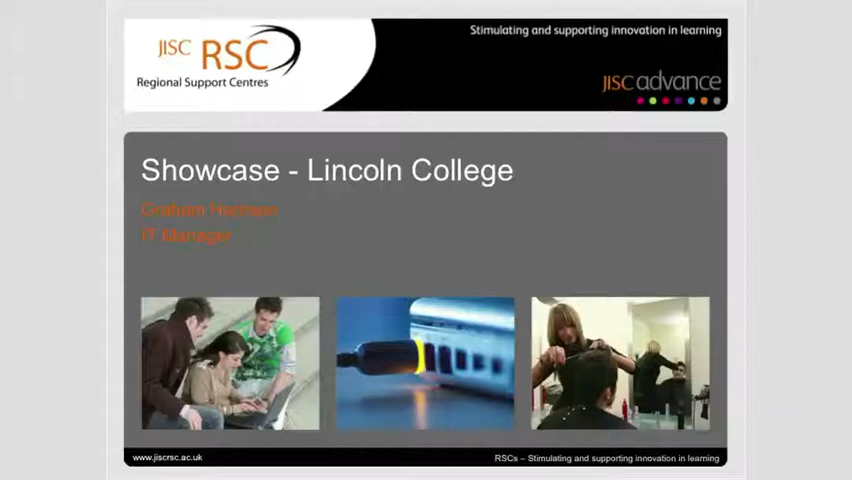 Stimulating and supporting innovation in learning
JISC RSC
Regional Support Centres
JISC advance
Showcase - Lincoln College
Graham Harrison
IT Manager
www.jiscrsc.ac.uk
RSCs – Stimulating and supporting innovation in learning